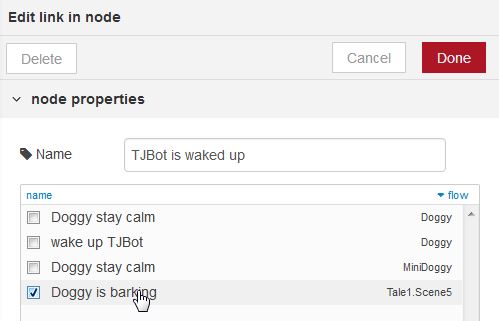 Edit link in node
Delete Cancel Done
node properties
Name TJBot is waked up
name flow
Doggy stay calm Doggy
wake up TJBot Doggy
Doggy stay calm MiniDoggy
Doggy is barking Tale1.Scene5